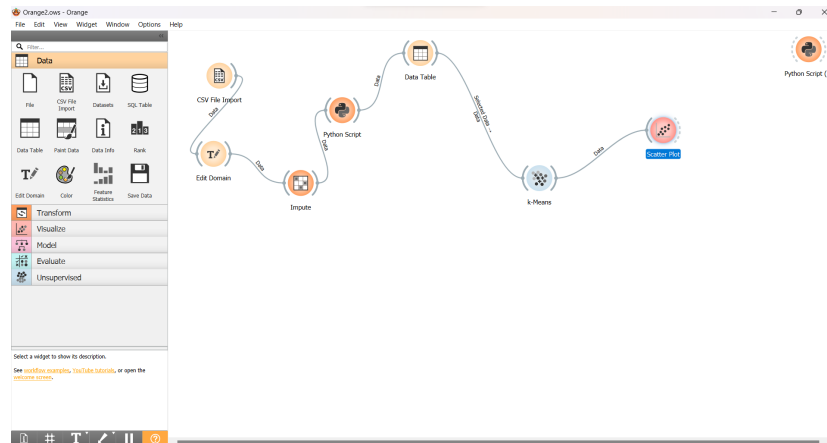 Orange2.ows - Orange
File Edit View Widget Window Options Help
Filter...
Data
File
CSV File
Import
Datasets
SQL Table
Data Table
Paint Data
Data Info
Rank
Edit Domain
Color
Feature
Statistics
Save Data
Transform
Visualize
Model
Evaluate
Unsupervised
Select a widget to show its description.
See workflow examples, YouTube tutorials, or open the
welcome screen.
CSV File Import
Data
Edit Domain
Data
Impute
Data
Python Script
Data
Data Table
Selected Data → 
Data
k-Means
Data
Scatter Plot
Python Script (